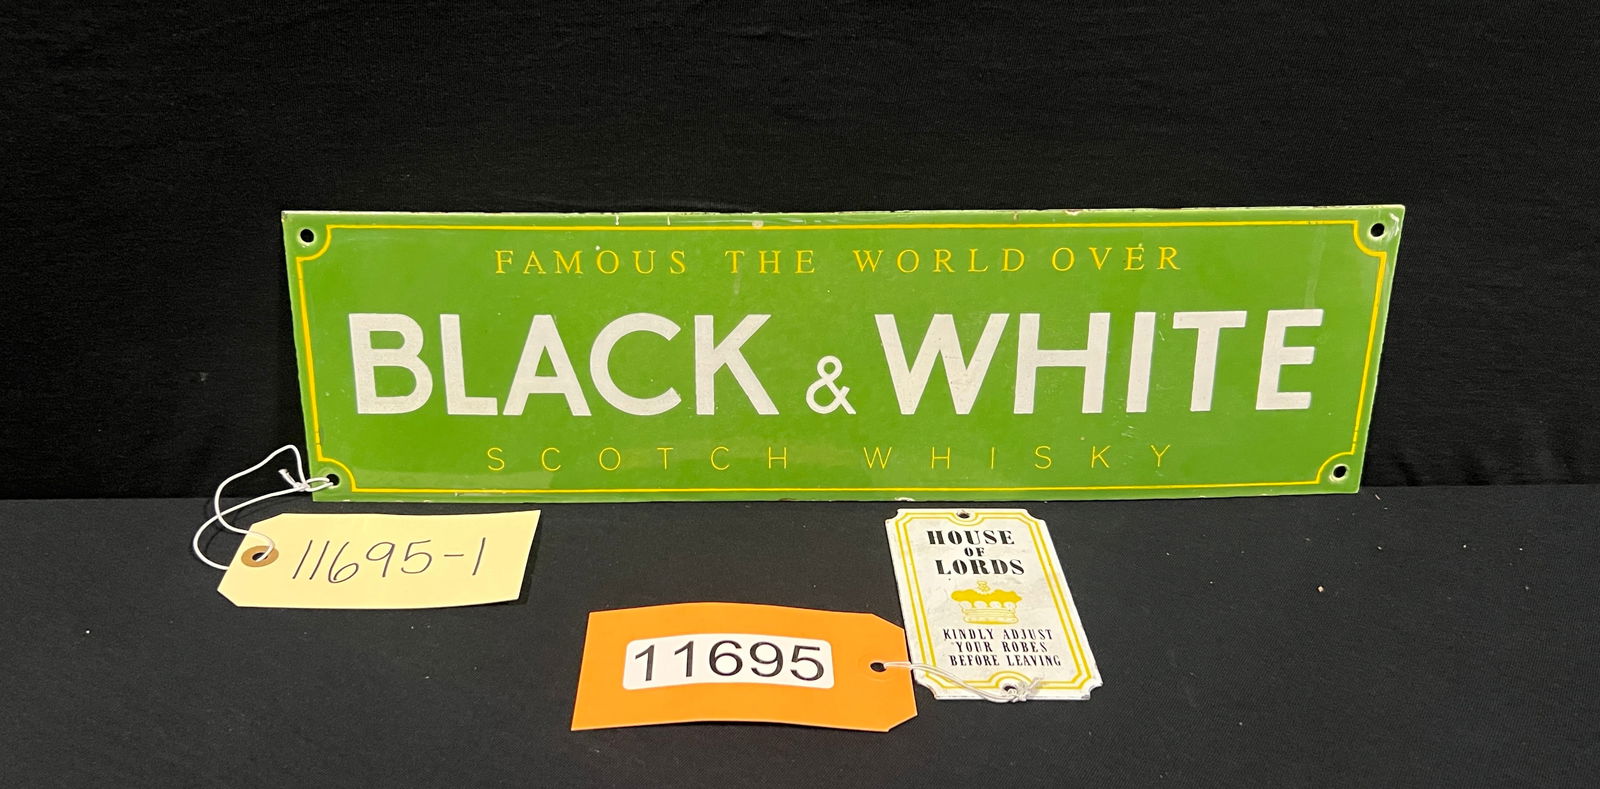 FAMOUS THE WORLD OVER
BLACK & WHITE
SCOTCH WHISKY
11695-1
HOUSE
OF
LORDS
KINDLY ADJUST
YOUR ROBES
BEFORE LEAVING
11695